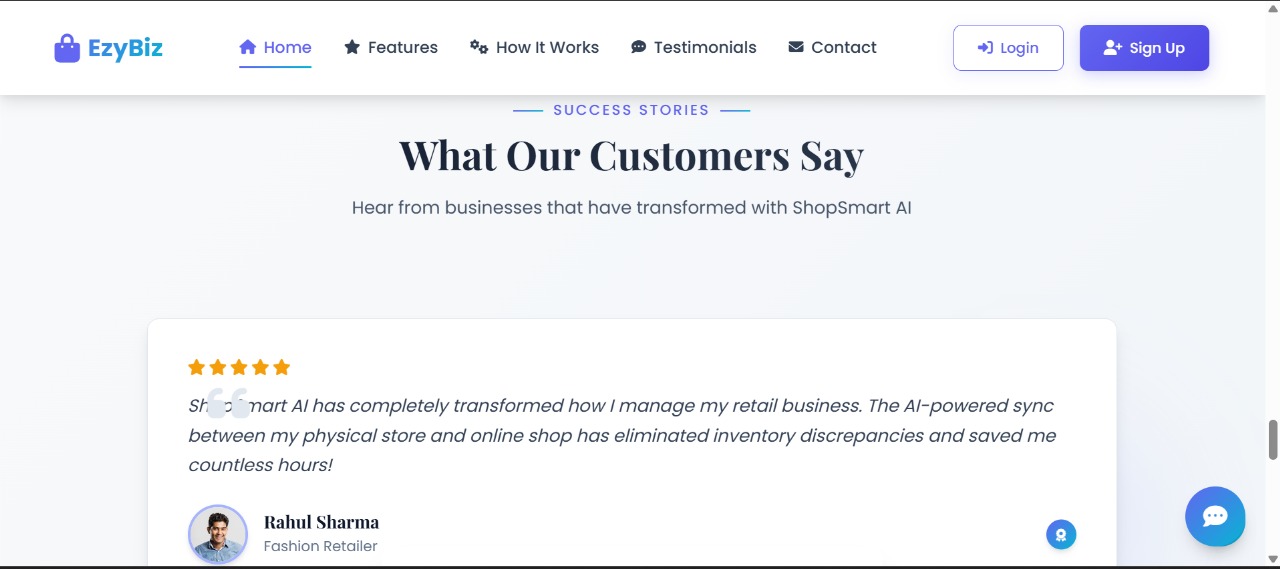 EzyBiz
Home
Features
How It Works
Testimonials
Contact
Login
Sign Up
SUCCESS STORIES
What Our Customers Say
Hear from businesses that have transformed with ShopSmart AI
ShopSmart AI has completely transformed how I manage my retail business. The AI-powered sync
between my physical store and online shop has eliminated inventory discrepancies and saved me
countless hours!
Rahul Sharma
Fashion Retailer